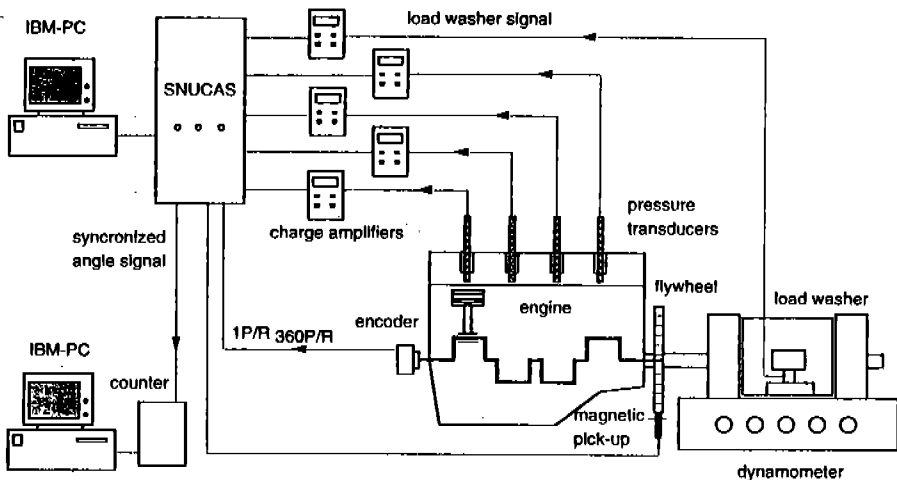 IBM-PC
load washer signal
SNUCAS
pressure
transducers
charge amplifiers
syncronized
angle signal
flywheel
load washer
engine
encoder
1P/R 360P/R
IBM-PC
counter
magnetic
pick-up
dynamometer